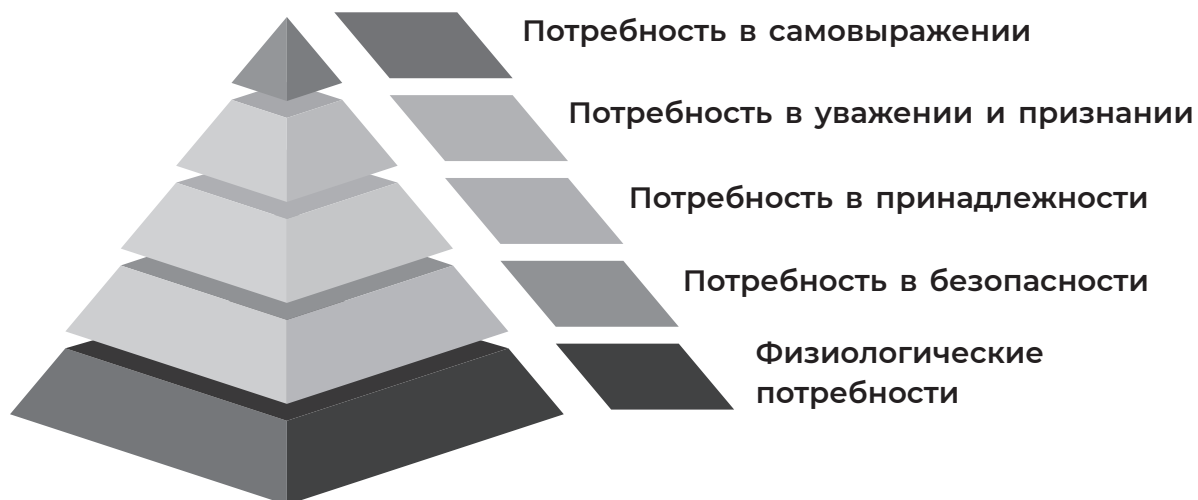 Потребность в самовыражении
Потребность в уважении и признании
Потребность в принадлежности
Потребность в безопасности
Физиологические
потребности